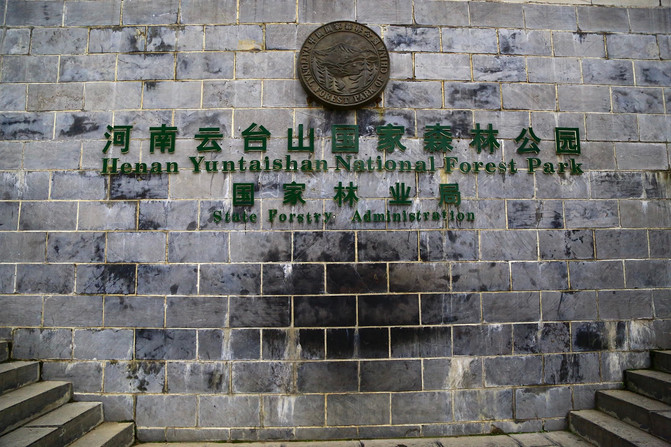 河南云台山国家森林公园
Henan Yuntaishan National Forest Park
国家林业局
State Forstry, Administration